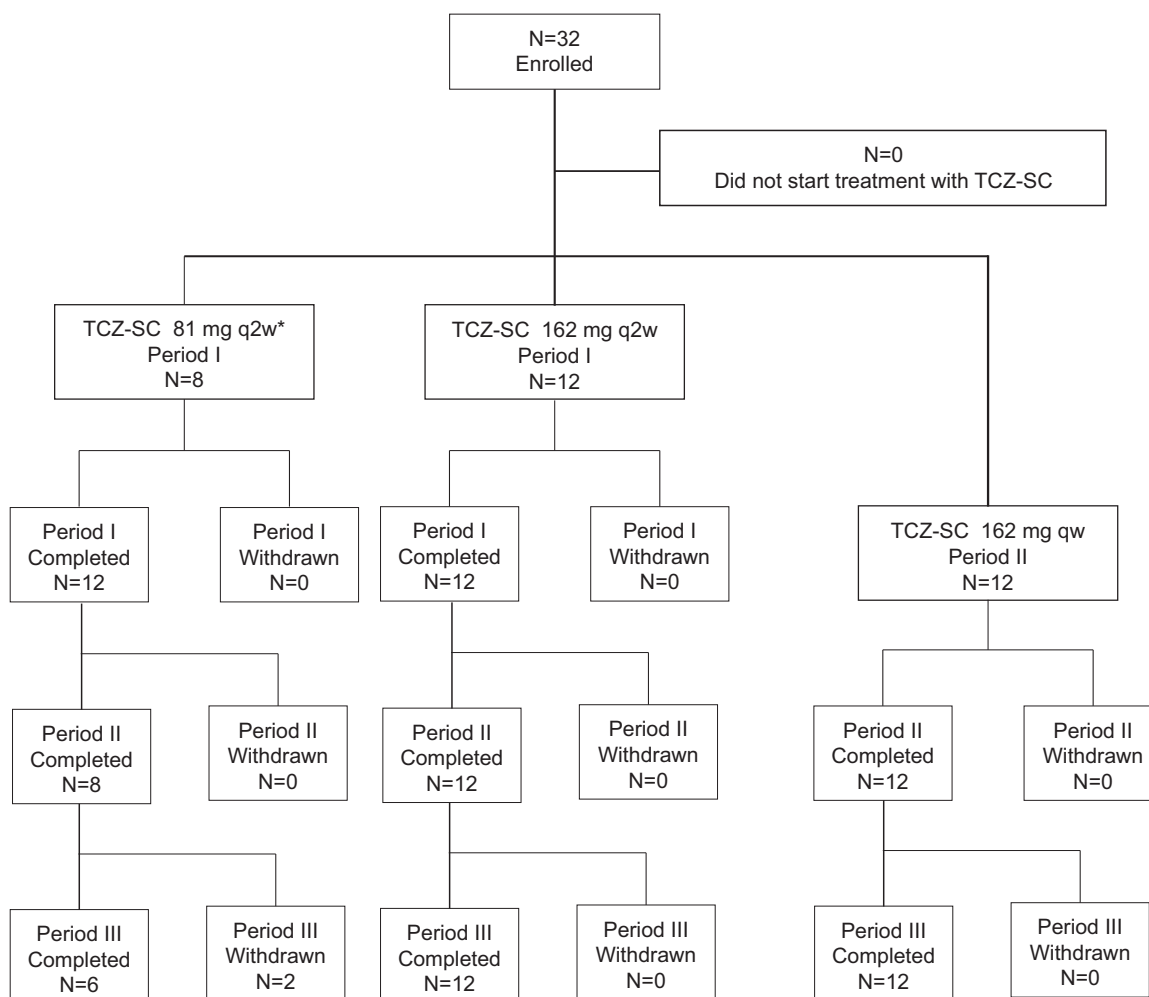 N=32
Enrolled
N=0
Did not start treatment with TCZ-SC
TCZ-SC 81 mg q2w*
Period I
N=8
TCZ-SC 162 mg q2w
Period I
N=12
Period I
Completed
N=12
Period I
Withdrawn
N=0
Period I
Completed
N=12
Period I
Withdrawn
N=0
TCZ-SC 162 mg qw
Period II
N=12
Period II
Completed
N=8
Period II
Withdrawn
N=0
Period II
Completed
N=12
Period II
Withdrawn
N=0
Period II
Completed
N=12
Period II
Withdrawn
N=0
Period III
Completed
N=6
Period III
Withdrawn
N=2
Period III
Completed
N=12
Period III
Withdrawn
N=0
Period III
Completed
N=12
Period III
Withdrawn
N=0